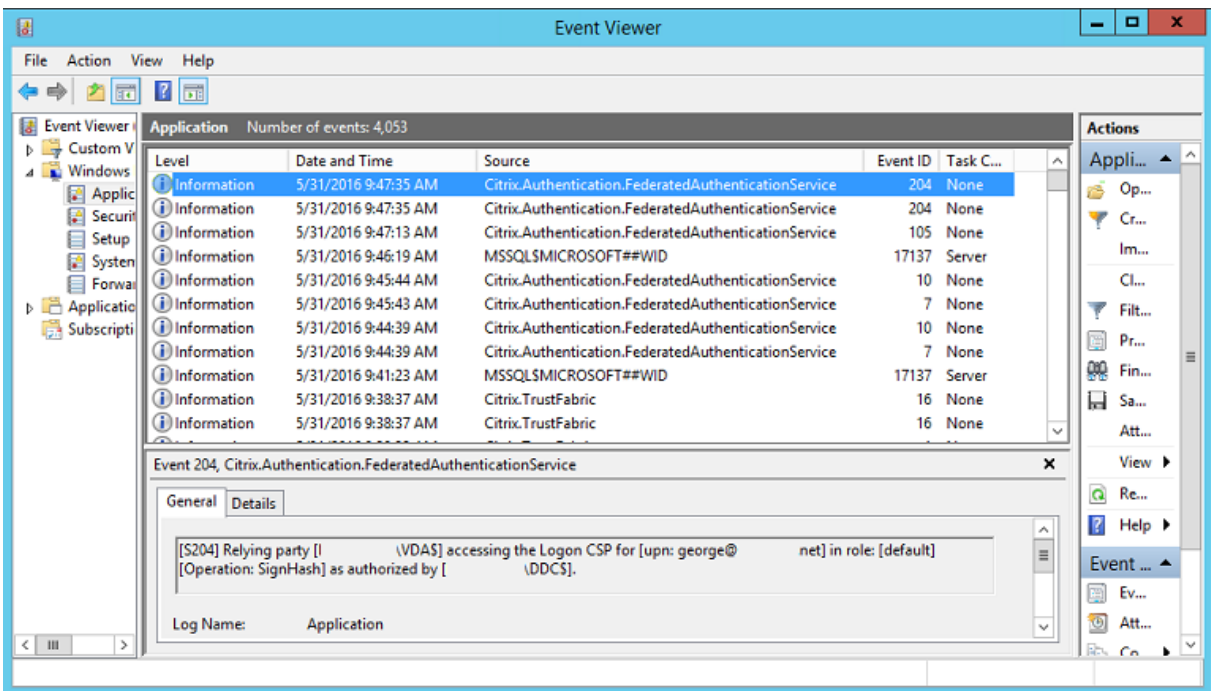 Event Viewer
File Action View Help
Event Viewer
Custom V
Windows
Applic
Securit
Setup
System
Forwar
Applicatio
Subscripti
Application Number of events: 4,053
Level Date and Time Source Event ID Task C...
Information 5/31/2016 9:47:35 AM Citrix.Authentication.FederatedAuthenticationService 204 None
Information 5/31/2016 9:47:35 AM Citrix.Authentication.FederatedAuthenticationService 204 None
Information 5/31/2016 9:47:13 AM Citrix.Authentication.FederatedAuthenticationService 105 None
Information 5/31/2016 9:46:19 AM MSSQL$MICROSOFT##WID 17137 Server
Information 5/31/2016 9:45:44 AM Citrix.Authentication.FederatedAuthenticationService 10 None
Information 5/31/2016 9:45:43 AM Citrix.Authentication.FederatedAuthenticationService 7 None
Information 5/31/2016 9:44:39 AM Citrix.Authentication.FederatedAuthenticationService 10 None
Information 5/31/2016 9:44:39 AM Citrix.Authentication.FederatedAuthenticationService 7 None
Information 5/31/2016 9:41:23 AM MSSQL$MICROSOFT##WID 17137 Server
Information 5/31/2016 9:38:37 AM Citrix.TrustFabric 16 None
Information 5/31/2016 9:38:37 AM Citrix.TrustFabric 16 None
Event 204, Citrix.Authentication.FederatedAuthenticationService
General Details
[S204] Relying party [I \VDA$] accessing the Logon CSP for [upn: george@ net] in role: [default]
[Operation: SignHash] as authorized by [ \DDC$].
Log Name: Application
Actions
Appli...
Op...
Cr...
Im...
Cl...
Filt...
Pr...
Fin...
Sa...
Att...
View
Re...
Help
Event ...
Ev...
Att...
Co...